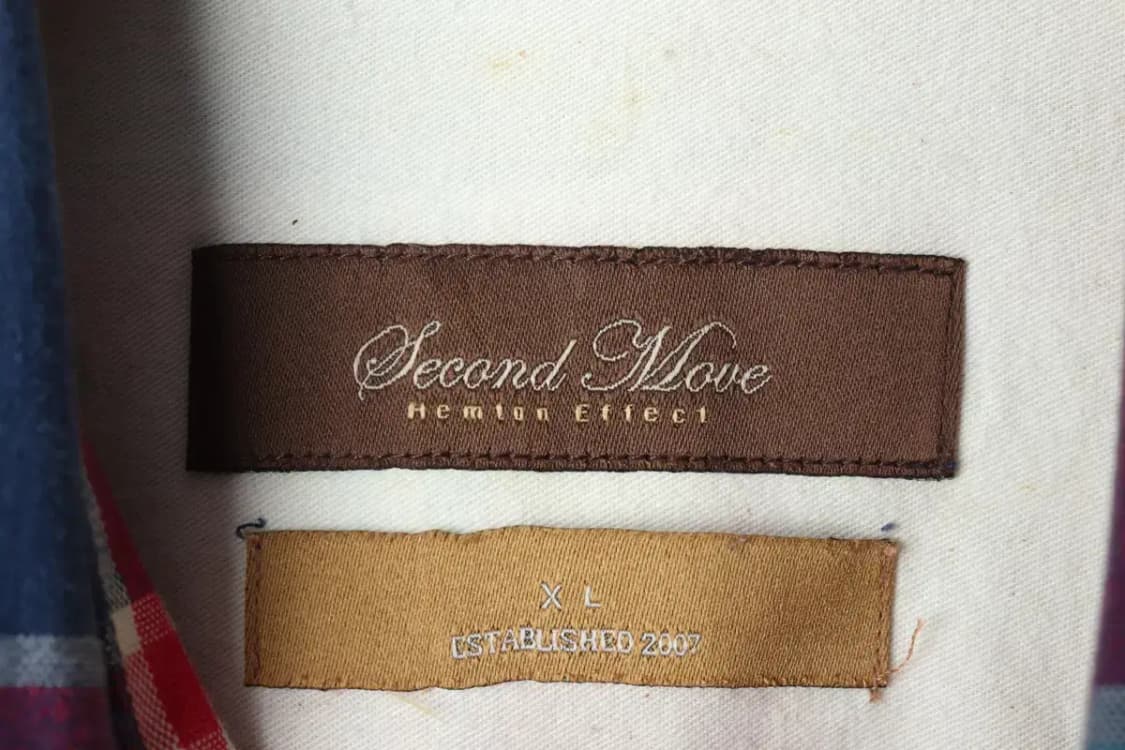 Second Move
Hemton Effect
XL
ESTABLISHED 2007